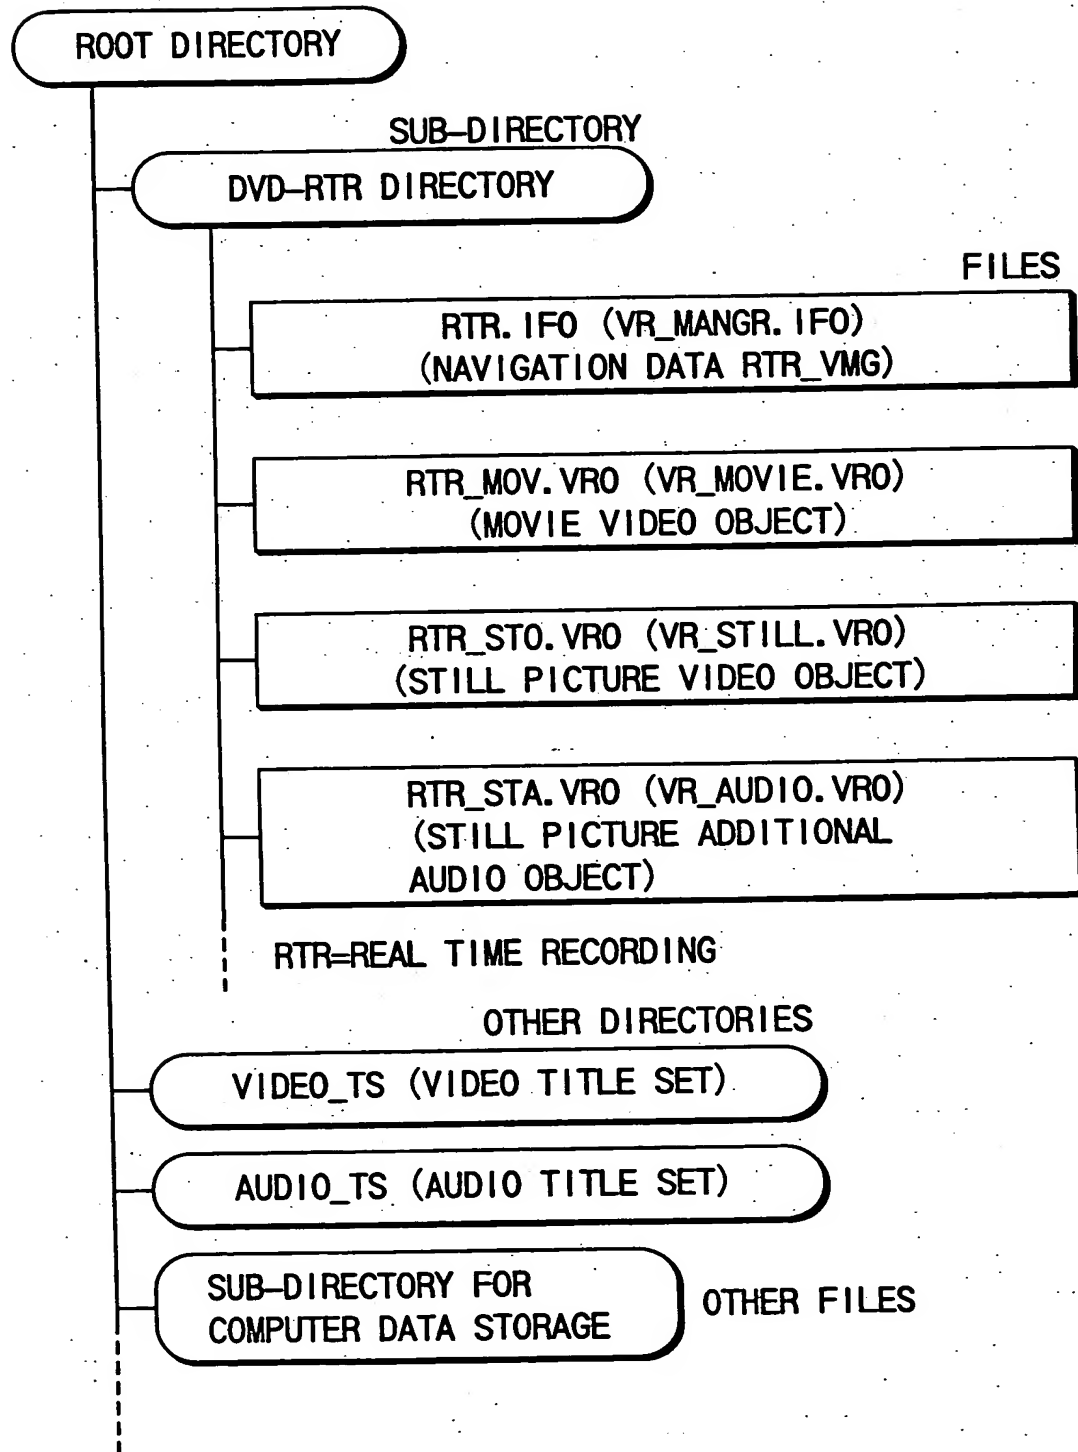 ROOT DIRECTORY
SUB-DIRECTORY
DVD-RTR DIRECTORY
FILES
RTR.IFO (VR_MANGR.IFO)
(NAVIGATION DATA RTR_VMG)
RTR_MOV.VRO (VR_MOVIE.VRO)
(MOVIE VIDEO OBJECT)
RTR_STO.VRO (VR_STILL.VRO)
(STILL PICTURE VIDEO OBJECT)
RTR_STA.VRO (VR_AUDIO.VRO)
(STILL PICTURE ADDITIONAL
AUDIO OBJECT)
RTR=REAL TIME RECORDING
OTHER DIRECTORIES
VIDEO_TS (VIDEO TITLE SET)
AUDIO_TS (AUDIO TITLE SET)
SUB-DIRECTORY FOR
COMPUTER DATA STORAGE
OTHER FILES